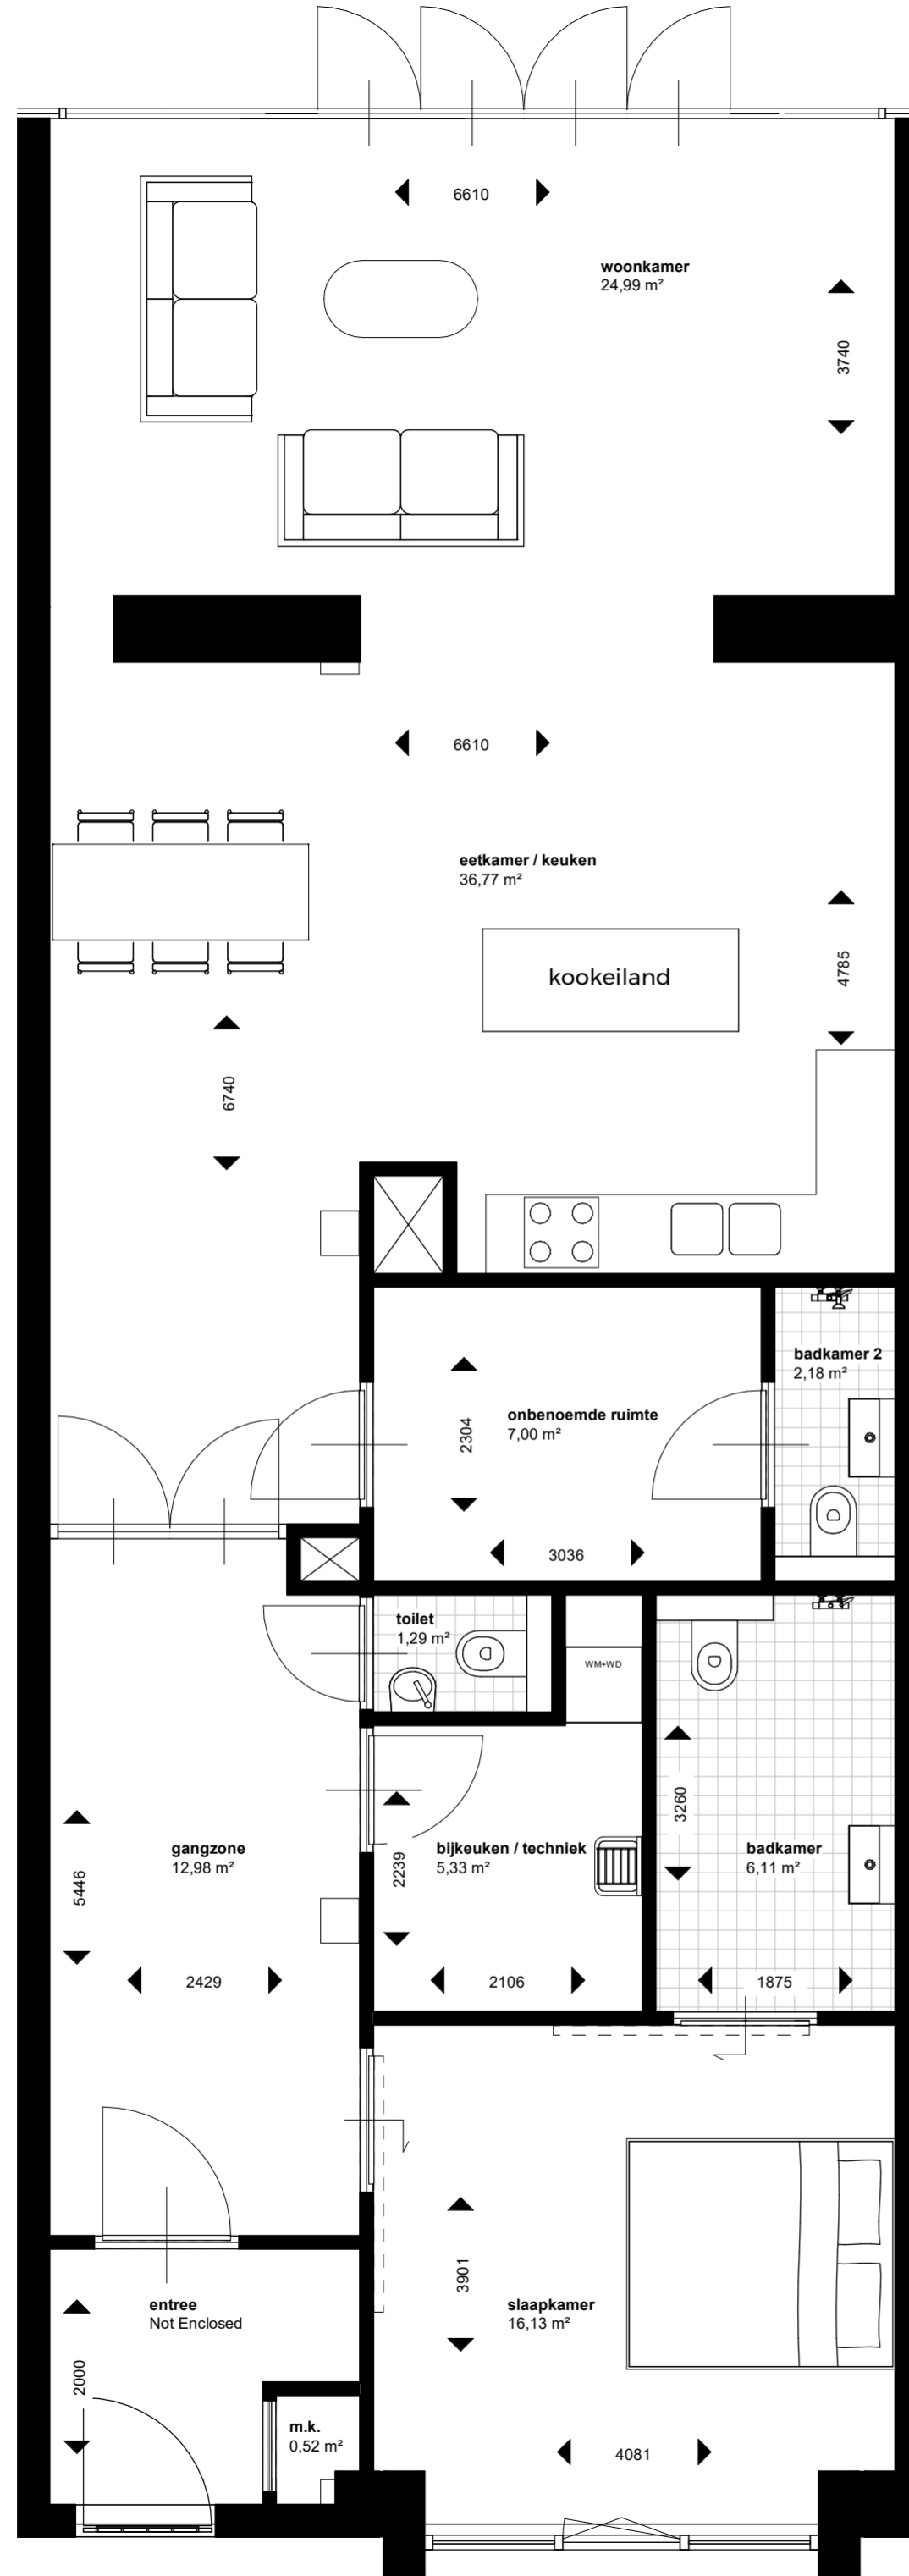 6610
woonkamer
24,99 m²
3740
6610
eetkamer / keuken
36,77 m²
kookeiland
4785
6740
badkamer 2
2,18 m²
onbenoemde ruimte
7,00 m²
2304
3036
toilet
1,29 m²
WM+WD
3260
gangzone
12,98 m²
bijkeuken / techniek
5,33 m²
badkamer
6,11 m²
5446
2239
2429
2106
1875
3901
entree
Not Enclosed
slaapkamer
16,13 m²
2000
m.k.
0,52 m²
4081